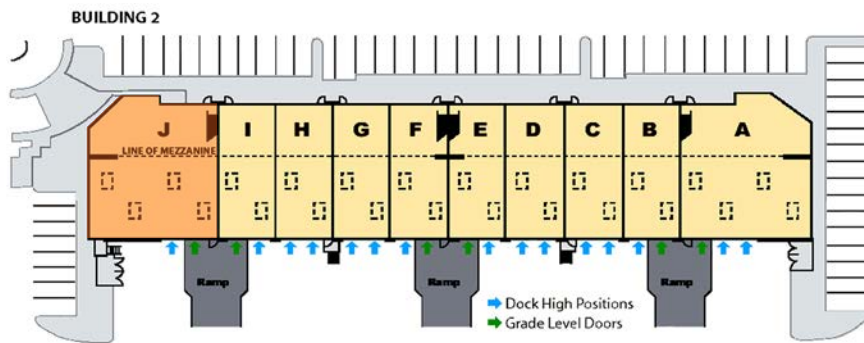 BUILDING 2
J I H G F E D C B A
LINE OF MEZZANINE
Ramp Ramp Ramp
Dock High Positions
Grade Level Doors